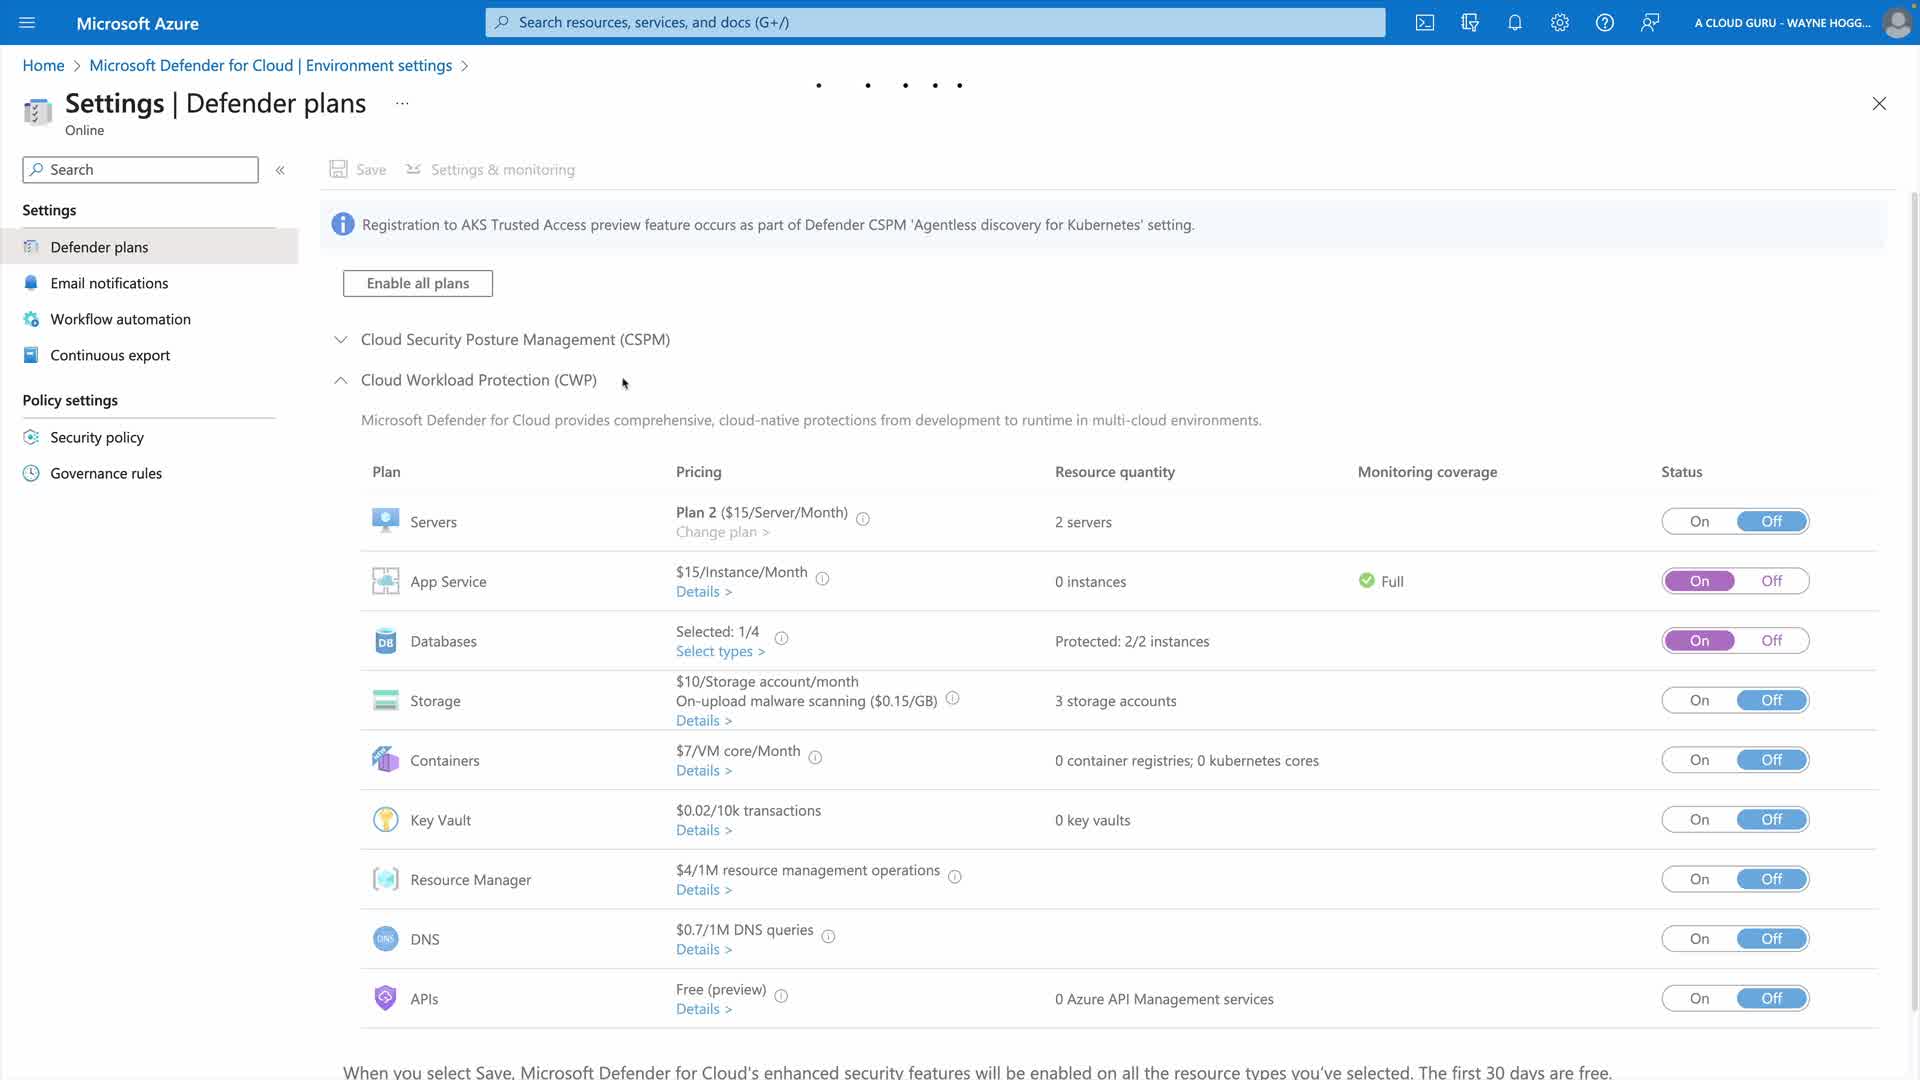 Microsoft Azure
Search resources, services, and docs (G+/)
A CLOUD GURU - WAYNE HOGG...
Home > Microsoft Defender for Cloud | Environment settings >
Settings | Defender plans ...
Online
Search
«
Save
Settings & monitoring
Settings
Defender plans
Email notifications
Workflow automation
Continuous export
Policy settings
Security policy
Governance rules
Registration to AKS Trusted Access preview feature occurs as part of Defender CSPM 'Agentless discovery for Kubernetes' setting.
Enable all plans
Cloud Security Posture Management (CSPM)
Cloud Workload Protection (CWP)
Microsoft Defender for Cloud provides comprehensive, cloud-native protections from development to runtime in multi-cloud environments.
Plan Pricing Resource quantity Monitoring coverage Status
Servers Plan 2 ($15/Server/Month) 2 servers On Off
Change plan >
App Service $15/Instance/Month 0 instances Full On Off
Details >
Databases Selected: 1/4 Protected: 2/2 instances On Off
Select types >
Storage $10/Storage account/month 3 storage accounts On Off
On-upload malware scanning ($0.15/GB)
Details >
Containers $7/VM core/Month 0 container registries; 0 kubernetes cores On Off
Details >
Key Vault $0.02/10k transactions 0 key vaults On Off
Details >
Resource Manager $4/1M resource management operations On Off
Details >
DNS DNS $0.7/1M DNS queries On Off
Details >
APIs Free (preview) 0 Azure API Management services On Off
Details >
When you select Save, Microsoft Defender for Cloud's enhanced security features will be enabled on all the resource types you've selected. The first 30 days are free.